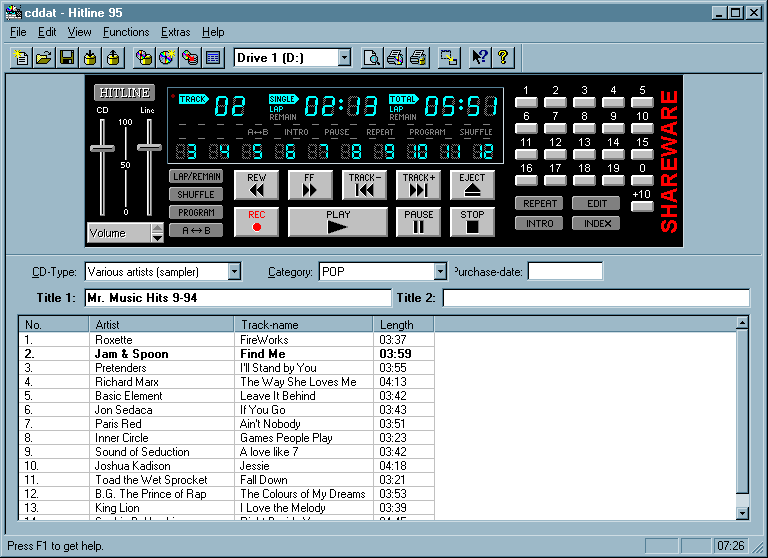 cddat - Hitline 95
File Edit View Functions Extras Help
Drive 1 (D:)
HITLINE
CD Line
100
50
0
Volume
TRACK 02 SINGLE 02:13 TOTAL 05:51
LAP LAP
REMAIN REMAIN
A↔B INTRO PAUSE REPEAT PROGRAM SHUFFLE
3 4 5 6 7 8 9 10 11 12
LAP/REMAIN
SHUFFLE
PROGRAM
A↔B
REW FF TRACK- TRACK+ EJECT
REC PLAY PAUSE STOP
1 2 3 4 5
6 7 8 9 10
11 12 13 14 15
16 17 18 19 0
+10
REPEAT EDIT
INTRO INDEX
SHAREWARE
CD-Type: Various artists (sampler) Category: POP Purchase-date:
Title 1: Mr. Music Hits 9-94 Title 2:
No. Artist Track-name Length
1. Roxette FireWorks 03:37
2. Jam & Spoon Find Me 03:59
3. Pretenders I'll Stand by You 03:55
4. Richard Marx The Way She Loves Me 04:13
5. Basic Element Leave It Behind 03:42
6. Jon Sedaca If You Go 03:43
7. Paris Red Ain't Nobody 03:51
8. Inner Circle Games People Play 03:23
9. Sound of Seduction A love like 7 03:42
10. Joshua Kadison Jessie 04:18
11. Toad the Wet Sprocket Fall Down 03:21
12. B.G. The Prince of Rap The Colours of My Dreams 03:53
13. King Lion I Love the Melody 03:39
Press F1 to get help. 07:26